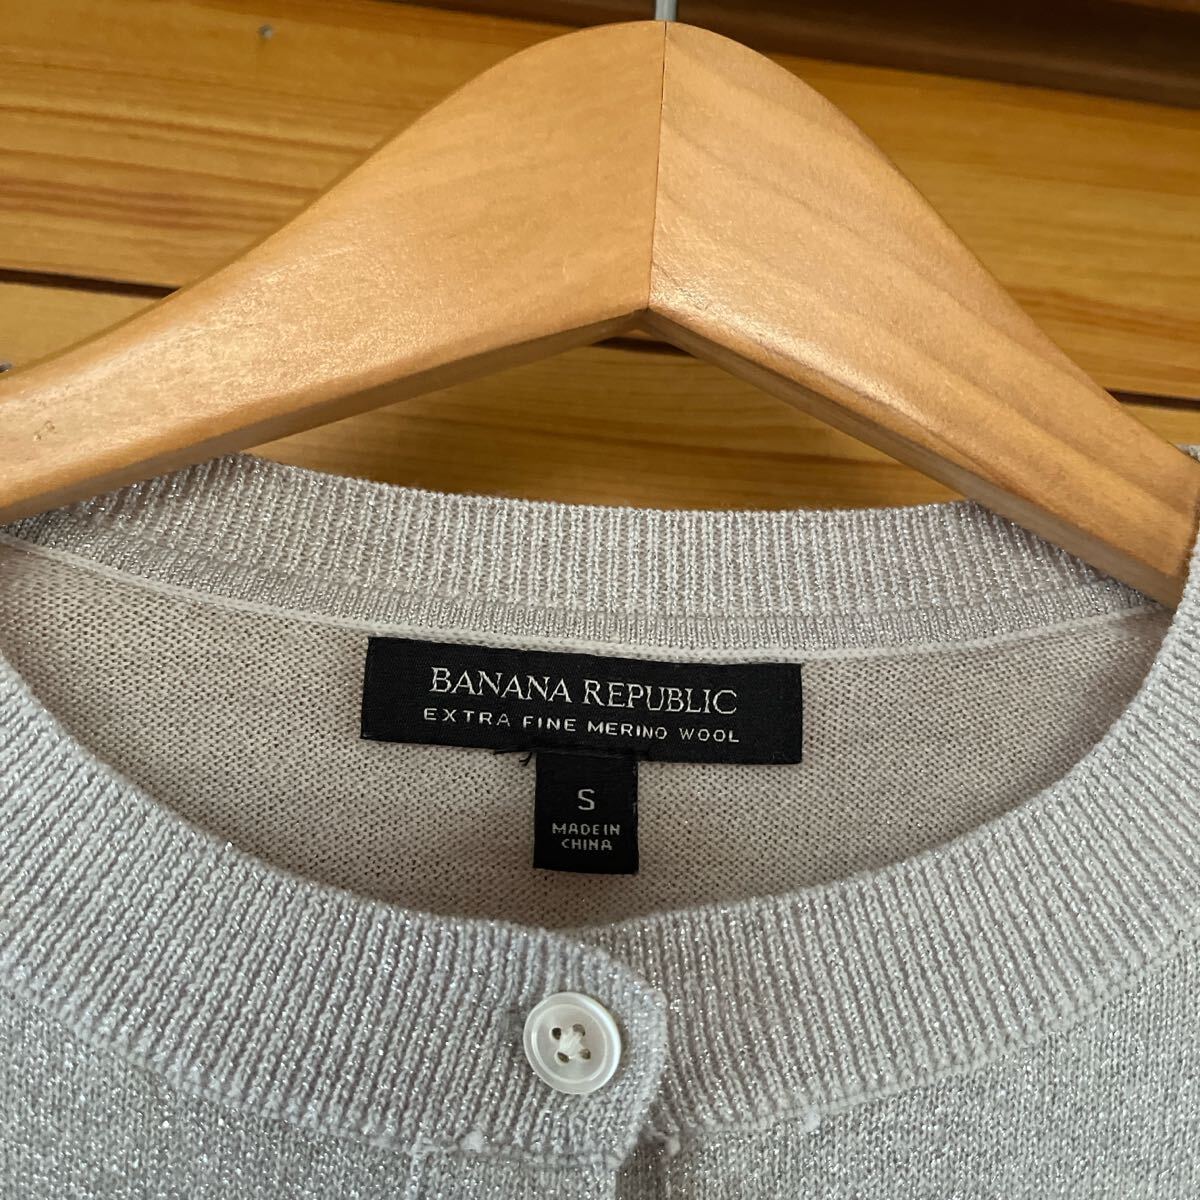 BANANA REPUBLIC
EXTRA FINE MERINO WOOL
S
MADE IN
CHINA